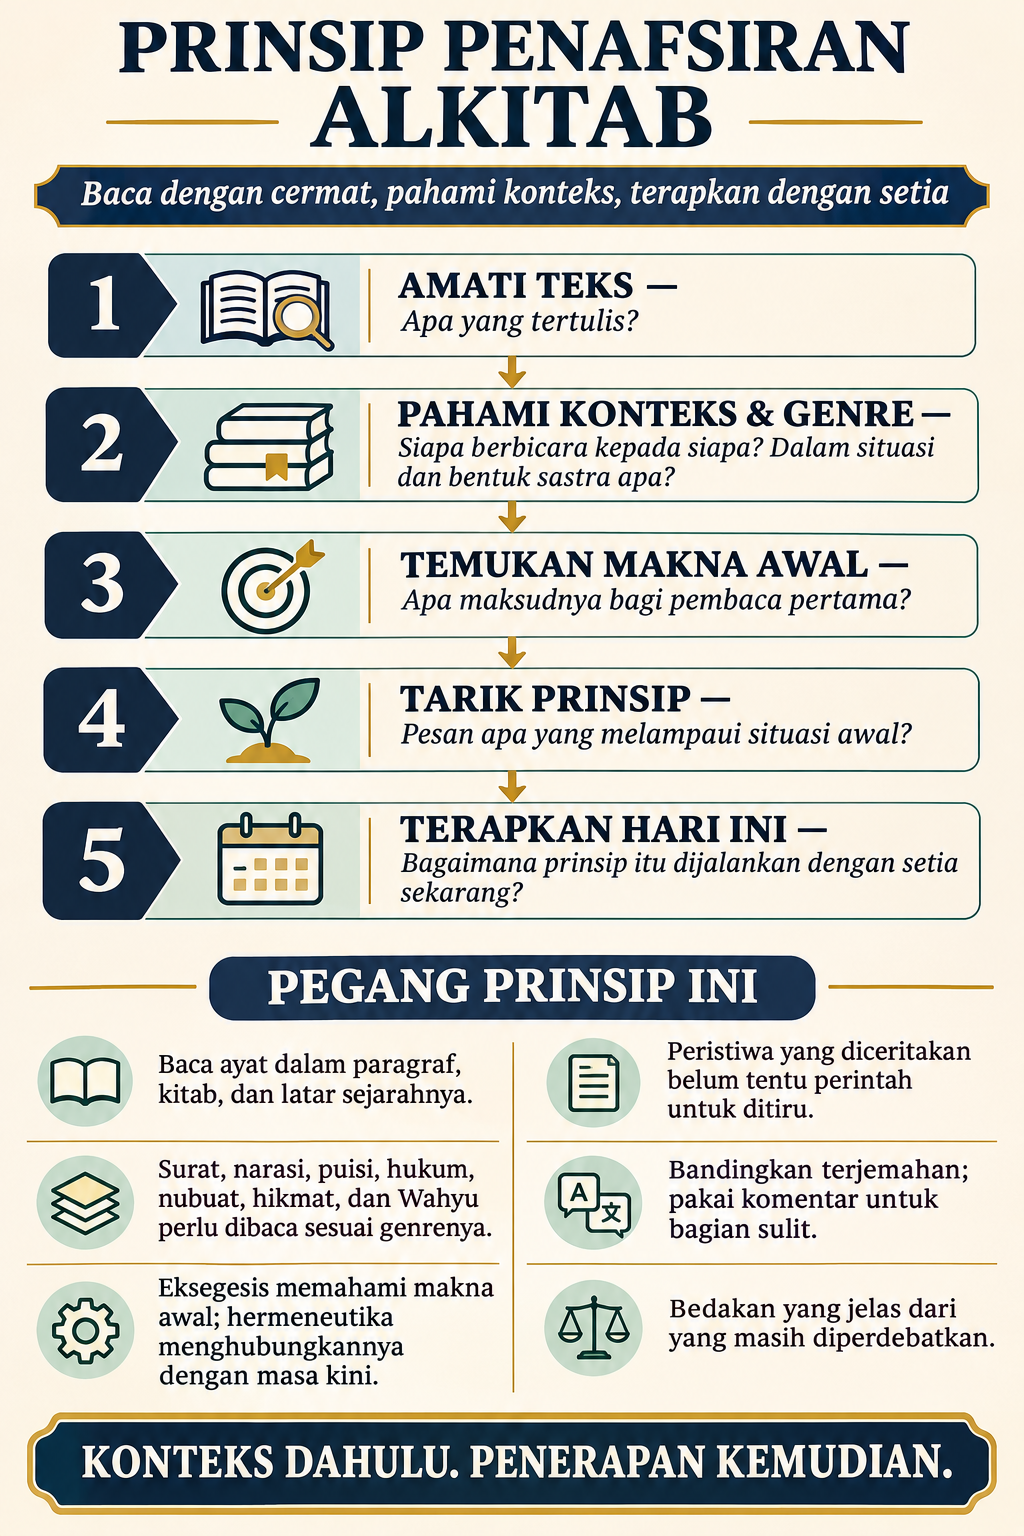 PRINSIP PENAFSIRAN
ALKITAB
Baca dengan cermat, pahami konteks, terapkan dengan setia
1
AMATI TEKS —
Apa yang tertulis?
2
PAHAMI KONTEKS & GENRE —
Siapa berbicara kepada siapa? Dalam situasi
dan bentuk sastra apa?
3
TEMUKAN MAKNA AWAL —
Apa maksudnya bagi pembaca pertama?
4
TARIK PRINSIP —
Pesan apa yang melampaui situasi awal?
5
TERAPKAN HARI INI —
Bagaimana prinsip itu dijalankan dengan setia
sekarang?
PEGANG PRINSIP INI
Baca ayat dalam paragraf,
kitab, dan latar sejarahnya.
Surat, narasi, puisi, hukum,
nubuat, hikmat, dan Wahyu
perlu dibaca sesuai genrenya.
Eksegesis memahami makna
awal; hermeneutika
menghubungkannya
dengan masa kini.
Peristiwa yang diceritakan
belum tentu perintah
untuk ditiru.
A
文
Bandingkan terjemahan;
pakai komentar untuk
bagian sulit.
Bedakan yang jelas dari
yang masih diperdebatkan.
KONTEKS DAHULU. PENERAPAN KEMUDIAN.